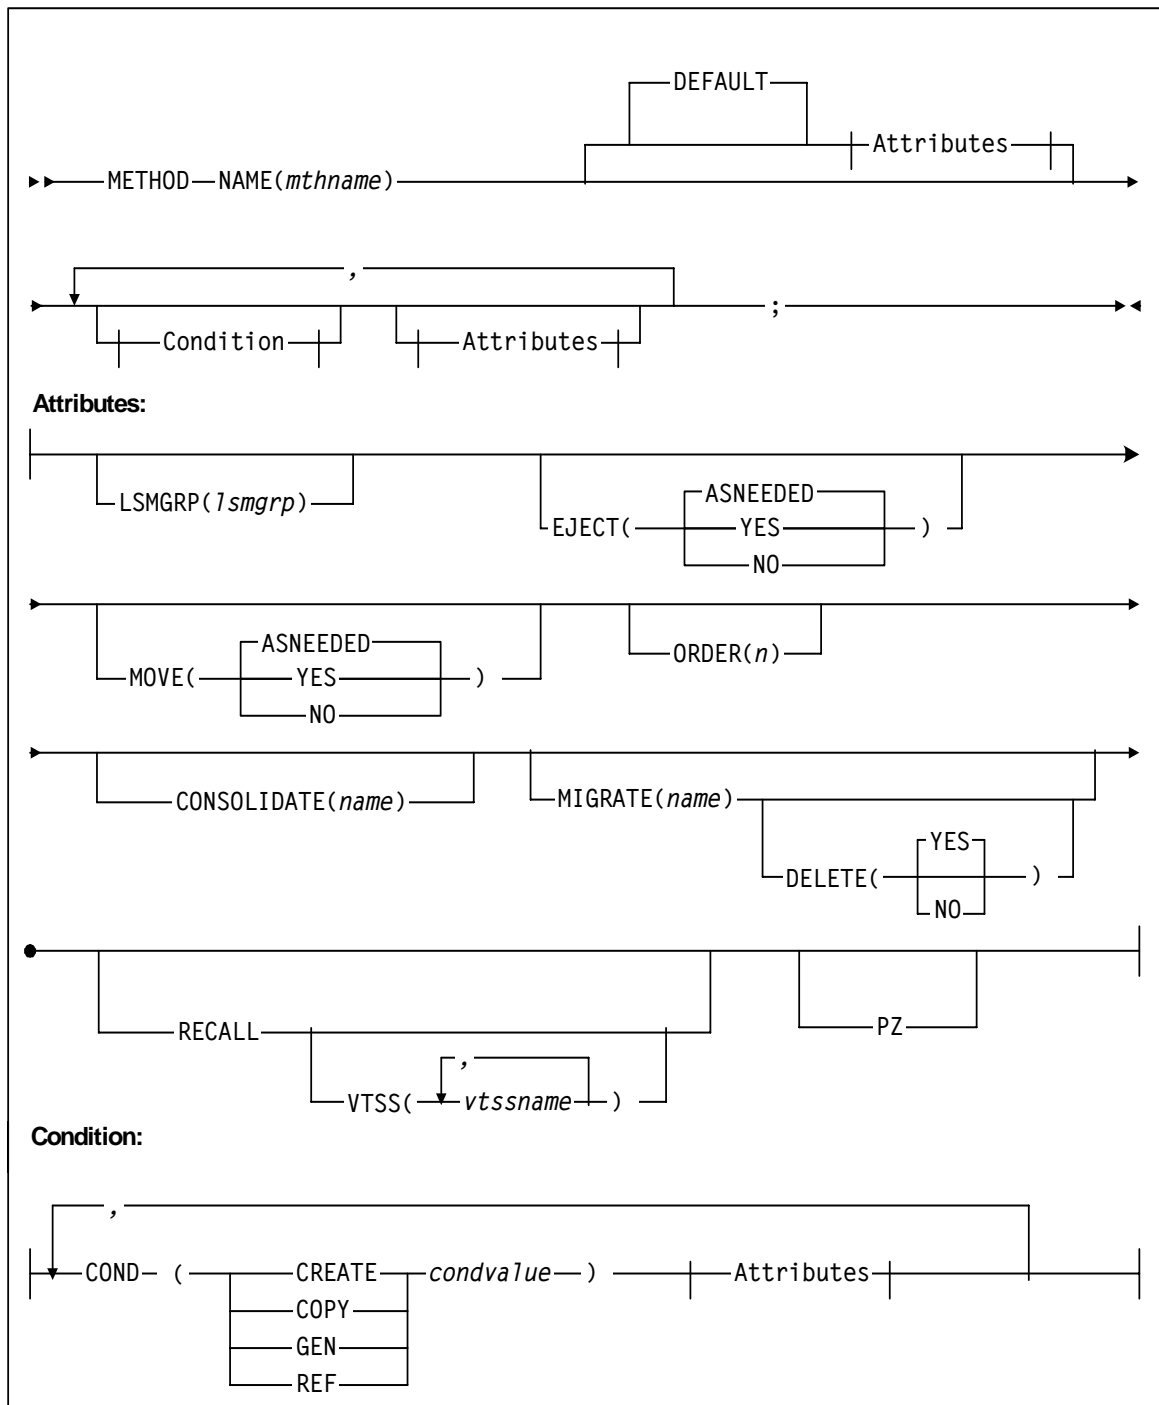 DEFAULT
Attributes
METHOD NAME(mthname)
,
;
Condition
Attributes
Attributes:
LSMGRP(lsmgrp)
ASNEEDED
EJECT( YES )
NO
ASNEEDED
MOVE( YES )
NO
ORDER(n)
CONSOLIDATE(name)
MIGRATE(name)
YES
DELETE( )
NO
RECALL
PZ
,
VTSS( vtssname )
Condition:
,
COND ( CREATE condvalue ) Attributes
COPY
GEN
REF